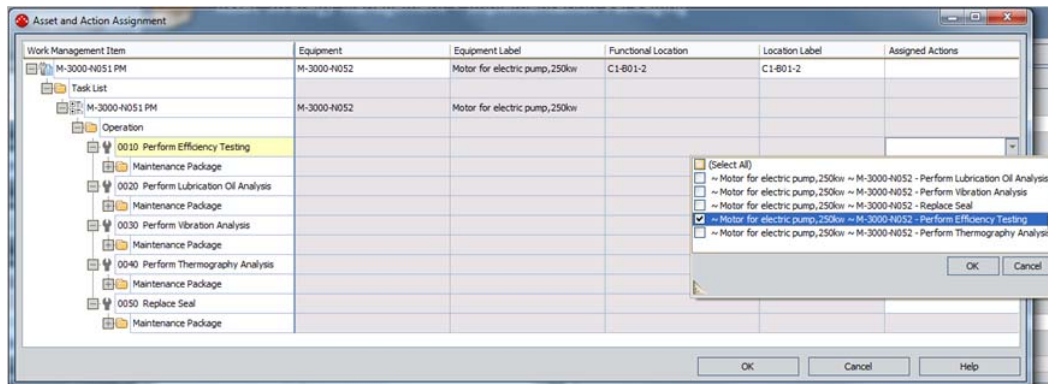 Asset and Action Assignment
Work Management Item Equipment Equipment Label Functional Location Location Label Assigned Actions
M-3000-N051 PM M-3000-N052 Motor for electric pump,250kw C1-B01-2 C1-B01-2
Task List
M-3000-N051 PM M-3000-N052 Motor for electric pump,250kw
Operation
0010 Perform Efficiency Testing
Maintenance Package
0020 Perform Lubrication Oil Analysis
Maintenance Package
0030 Perform Vibration Analysis
Maintenance Package
0040 Perform Thermography Analysis
Maintenance Package
0050 Replace Seal
Maintenance Package
(Select All)
~ Motor for electric pump,250kw ~ M-3000-N052 - Perform Lubrication Oil Analysis
~ Motor for electric pump,250kw ~ M-3000-N052 - Perform Vibration Analysis
~ Motor for electric pump,250kw ~ M-3000-N052 - Replace Seal
~ Motor for electric pump,250kw ~ M-3000-N052 - Perform Efficiency Testing
~ Motor for electric pump,250kw ~ M-3000-N052 - Perform Thermography Analysis
OK Cancel
OK Cancel Help